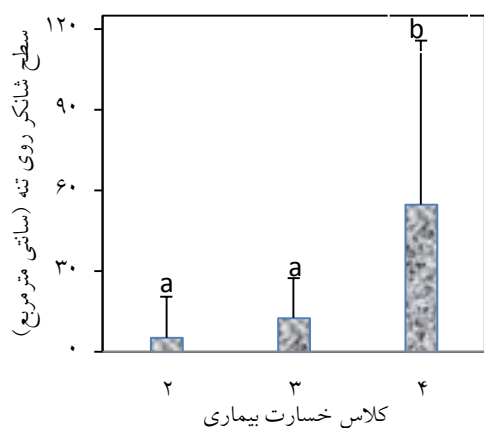 سطح شانکر روی تنه (سانتی مترمربع)
۱۲۰
۹۰
۶۰
۳۰
۰
a
a
b
۲ ۳ ۴
کلاس خسارت بیماری